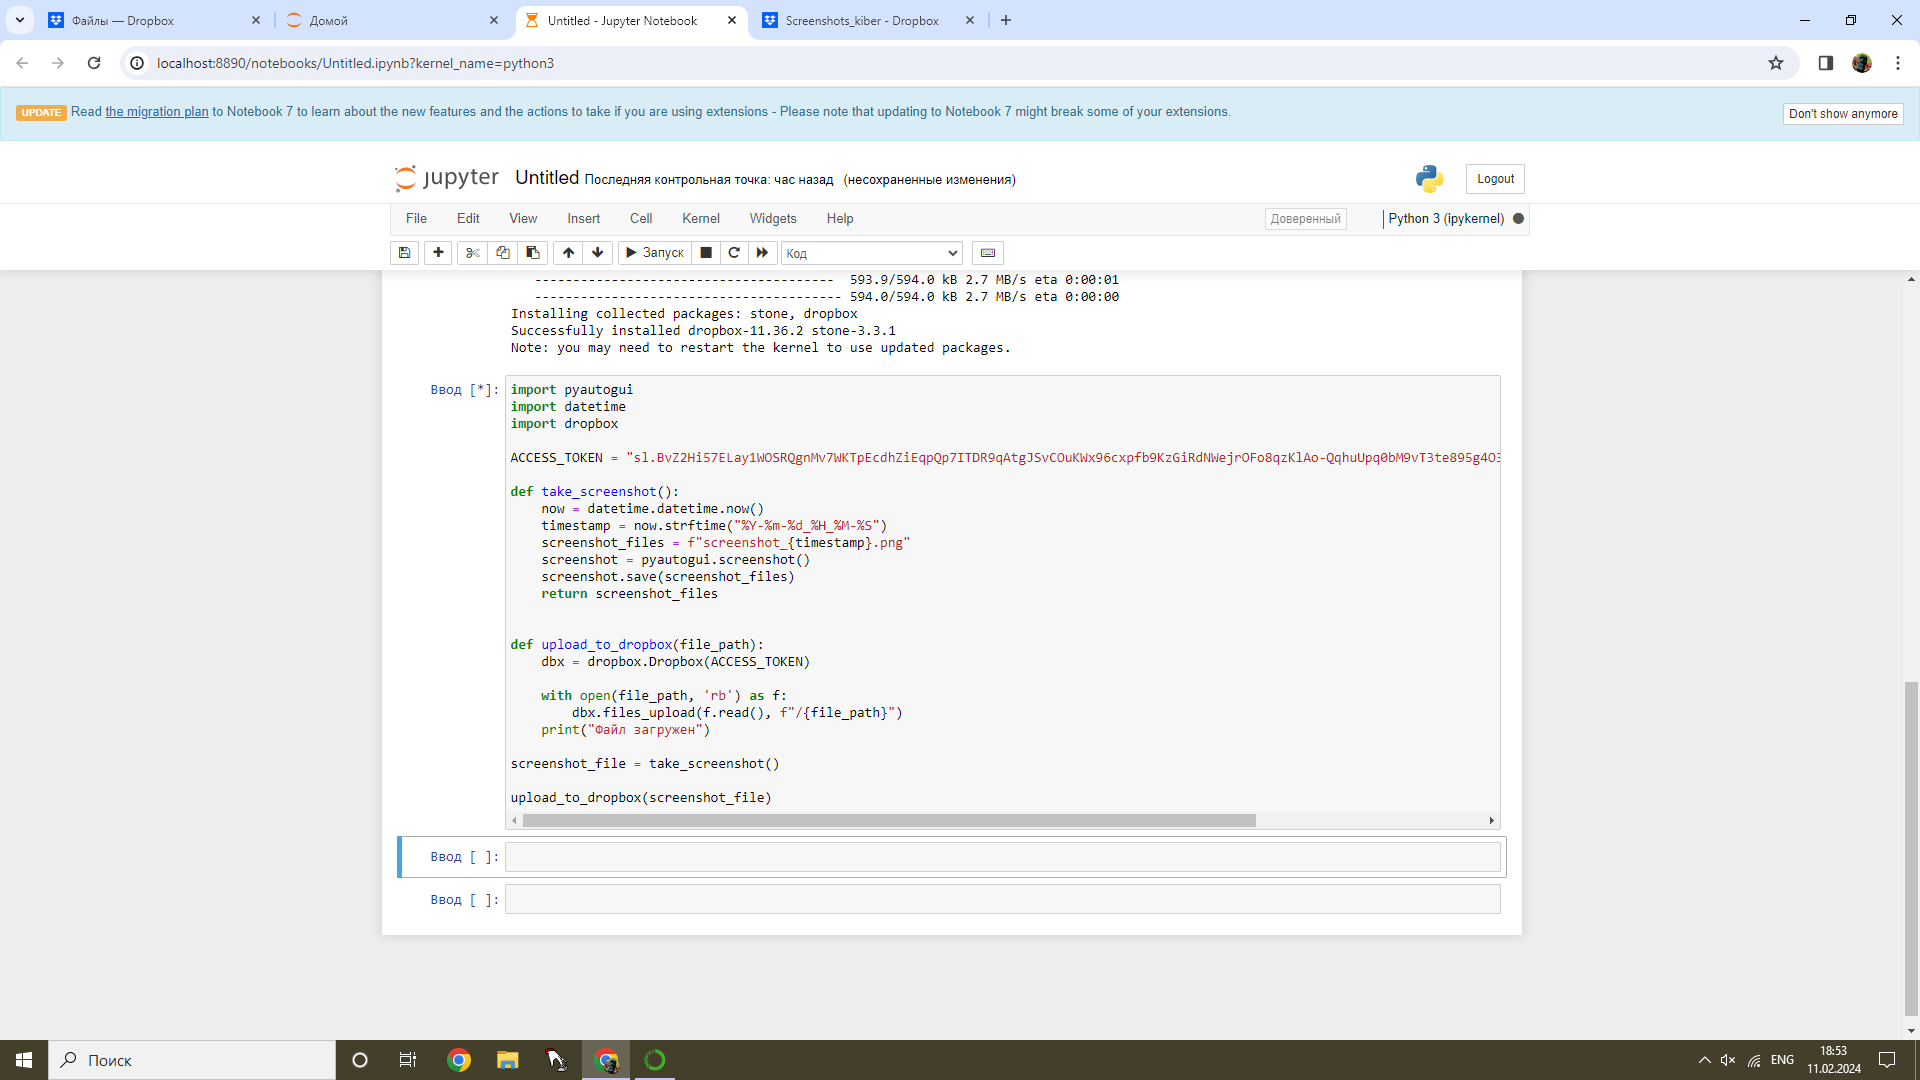 Файлы — Dropbox
Домой
Untitled - Jupyter Notebook
Screenshots_kiber - Dropbox
localhost:8890/notebooks/Untitled.ipynb?kernel_name=python3
UPDATE Read the migration plan to Notebook 7 to learn about the new features and the actions to take if you are using extensions - Please note that updating to Notebook 7 might break some of your extensions.
Don't show anymore
jupyter Untitled Последняя контрольная точка: час назад (несохраненные изменения)
Logout
File Edit View Insert Cell Kernel Widgets Help
Доверенный
Python 3 (ipykernel)
Запуск
Код
--------------------------------------- 593.9/594.0 kB 2.7 MB/s eta 0:00:01
---------------------------------------- 594.0/594.0 kB 2.7 MB/s eta 0:00:00
Installing collected packages: stone, dropbox
Successfully installed dropbox-11.36.2 stone-3.3.1
Note: you may need to restart the kernel to use updated packages.
Ввод [*]:
import pyautogui
import datetime
import dropbox
ACCESS_TOKEN = "sl.BvZ2Hi57ELay1WOSRQgnMv7WKTpEcdhZiEqpQp7ITDR9qAtgJSvCOuKWx96cxpfb9KzGiRdNWejrOFo8qzKlAo-QqhuUpq0bM9vT3te895g4O3
def take_screenshot():
    now = datetime.datetime.now()
    timestamp = now.strftime("%Y-%m-%d_%H_%M-%S")
    screenshot_files = f"screenshot_{timestamp}.png"
    screenshot = pyautogui.screenshot()
    screenshot.save(screenshot_files)
    return screenshot_files
def upload_to_dropbox(file_path):
    dbx = dropbox.Dropbox(ACCESS_TOKEN)
    with open(file_path, 'rb') as f:
        dbx.files_upload(f.read(), f"/{file_path}")
    print("Файл загружен")
screenshot_file = take_screenshot()
upload_to_dropbox(screenshot_file)
Ввод [ ]:
Ввод [ ]:
Поиск
ENG
18:53
11.02.2024